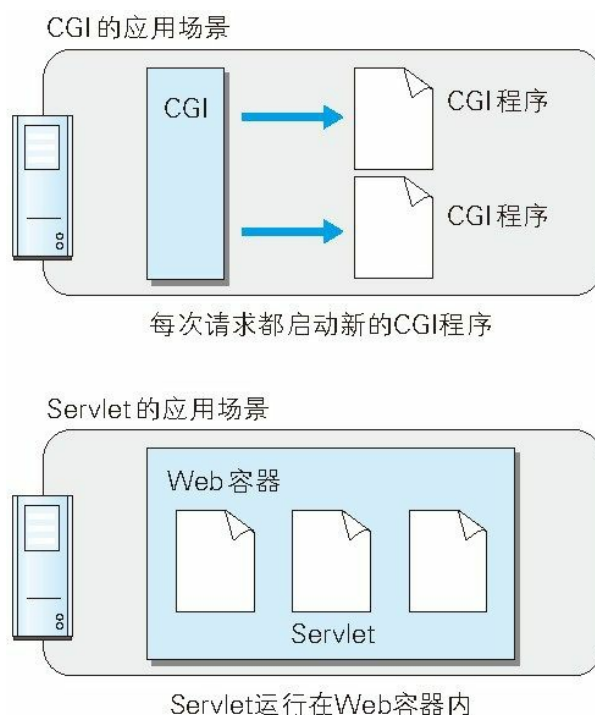 CGI的应用场景
CGI
CGI程序
CGI程序
每次请求都启动新的CGI程序
Servlet的应用场景
Web容器
Servlet
Servlet运行在Web容器内